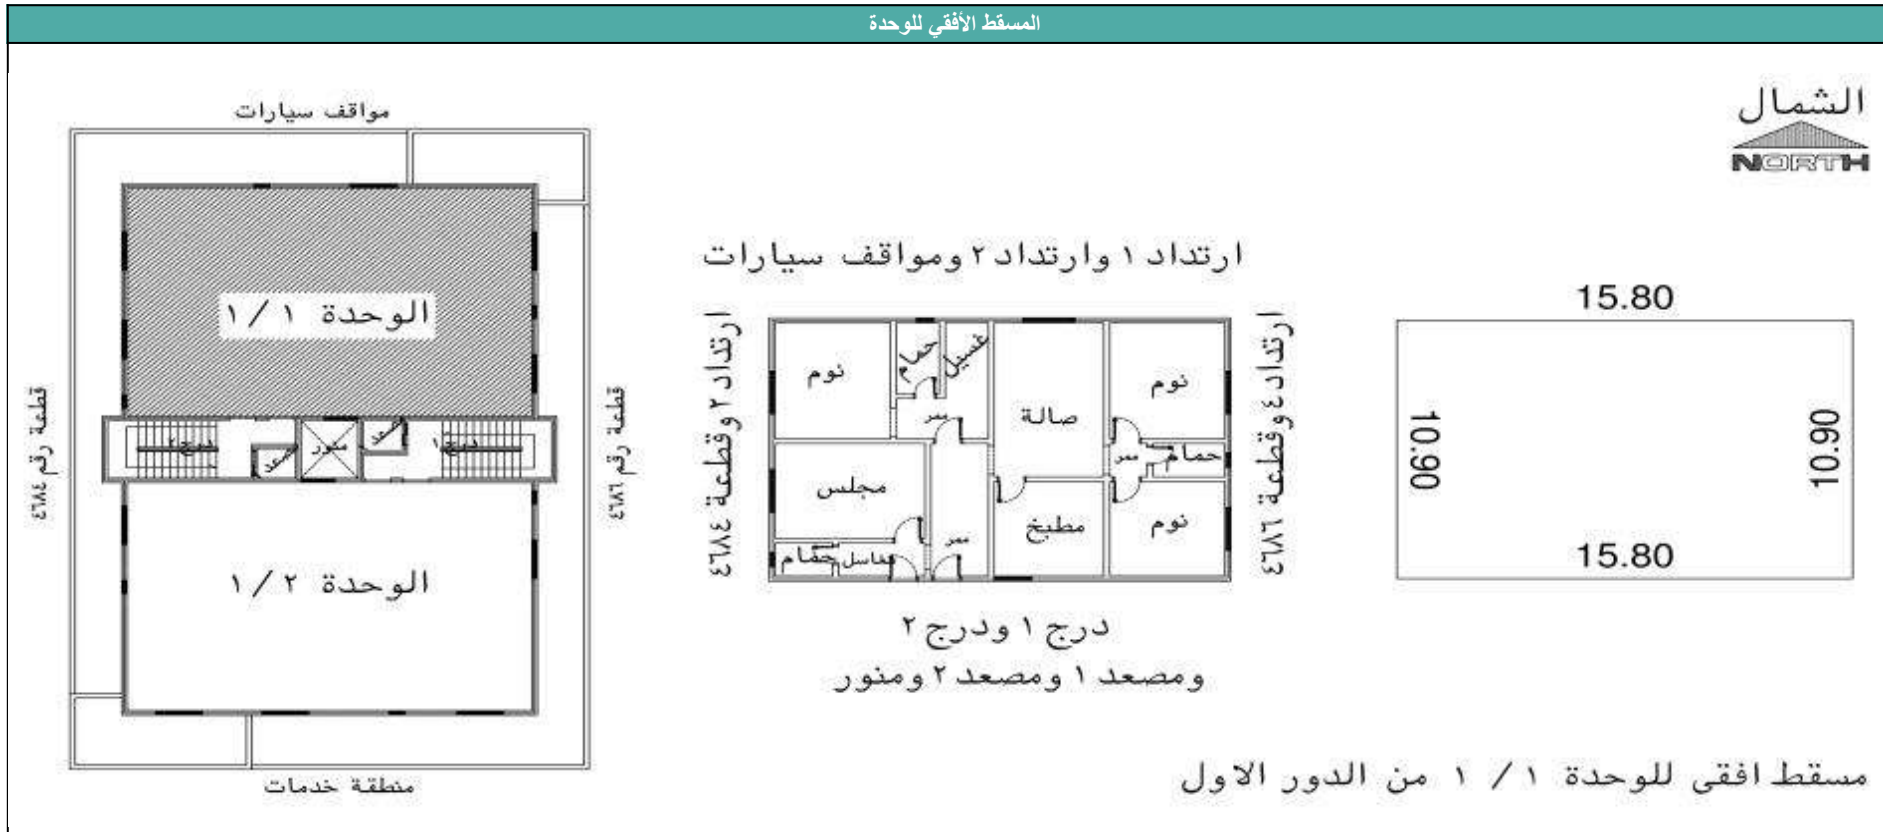 المسقط الأفقي للوحدة
الشمال
NORTH
مواقف سيارات
الوحدة ١/١
قطعة رقم ٤٦٨٤
قطعة رقم ٤٦٨٦
درج٢
مصعد
منور
مصعد
درج١
الوحدة ١/٢
منطقة خدمات
ارتداد ١ وارتداد ٢ ومواقف سيارات
ارتداد ٢ وقطعة ٤٦٨٤
ارتداد ٤ وقطعة ٤٦٨٦
نوم
حمام
غسيل
صالة
نوم
ممر
مجلس
ممر
حمام
مطبخ
نوم
حمام
مغاسل
ممر
درج ١ ودرج ٢
ومصعد ١ ومصعد ٢ ومنور
15.80
10.90
10.90
15.80
مسقط افقى للوحدة ١ / ١ من الدور الاول